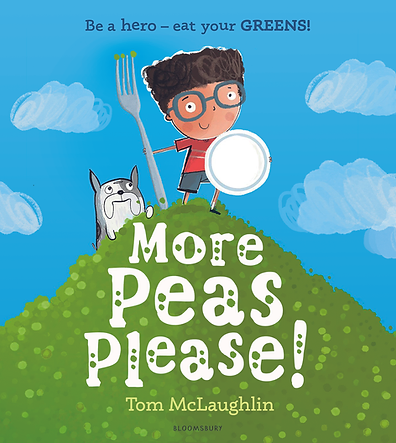 Be a hero – eat your GREENS!
More
Peas
Please!
Tom McLaughlin
BLOOMSBURY